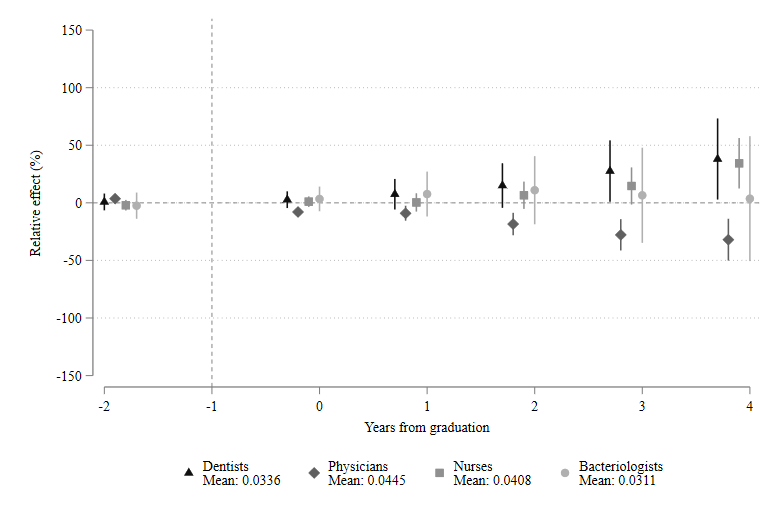 150
100
50
0
-50
-100
-150
Relative effect (%)
-2 -1 0 1 2 3 4
Years from graduation
Dentists Physicians Nurses Bacteriologists
Mean: 0.0336 Mean: 0.0445 Mean: 0.0408 Mean: 0.0311